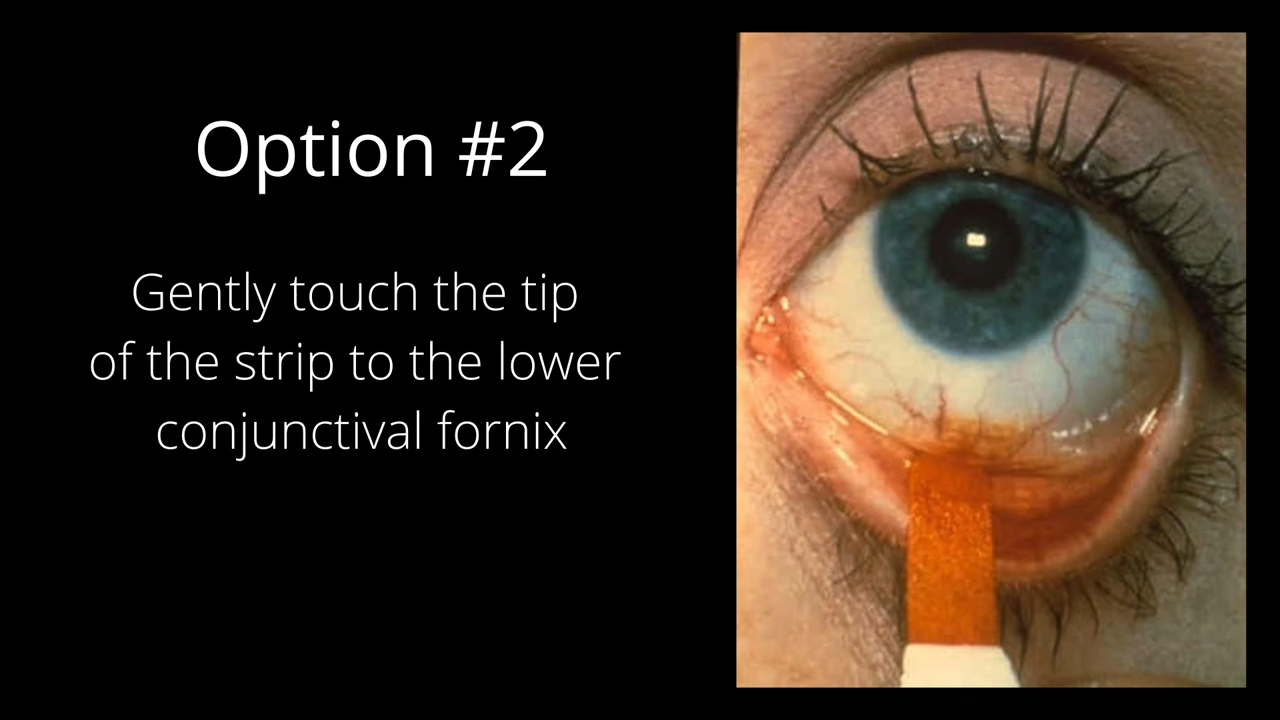 Option #2
Gently touch the tip
of the strip to the lower
conjunctival fornix